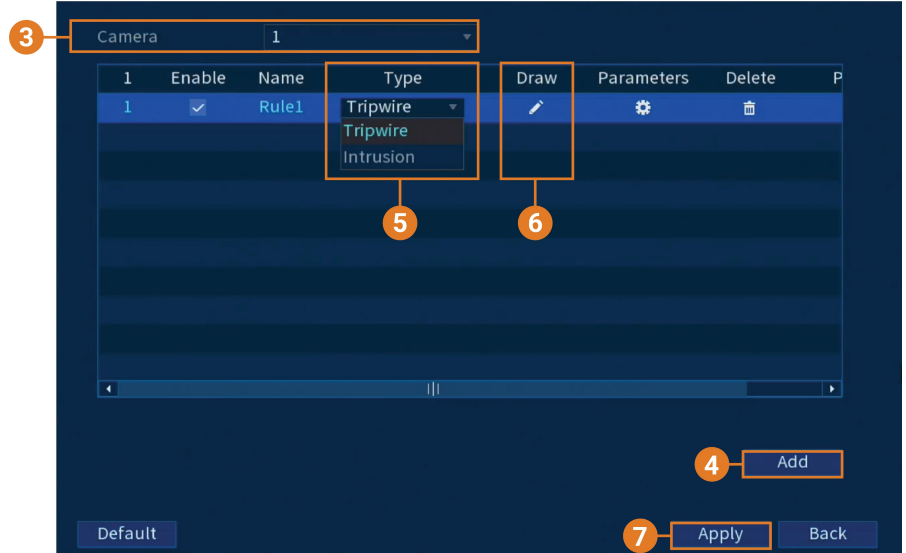 3 Camera 1
1 Enable Name Type Draw Parameters Delete P
1 Rule1 Tripwire
Tripwire
Intrusion
5 6
4 Add
Default 7 Apply Back